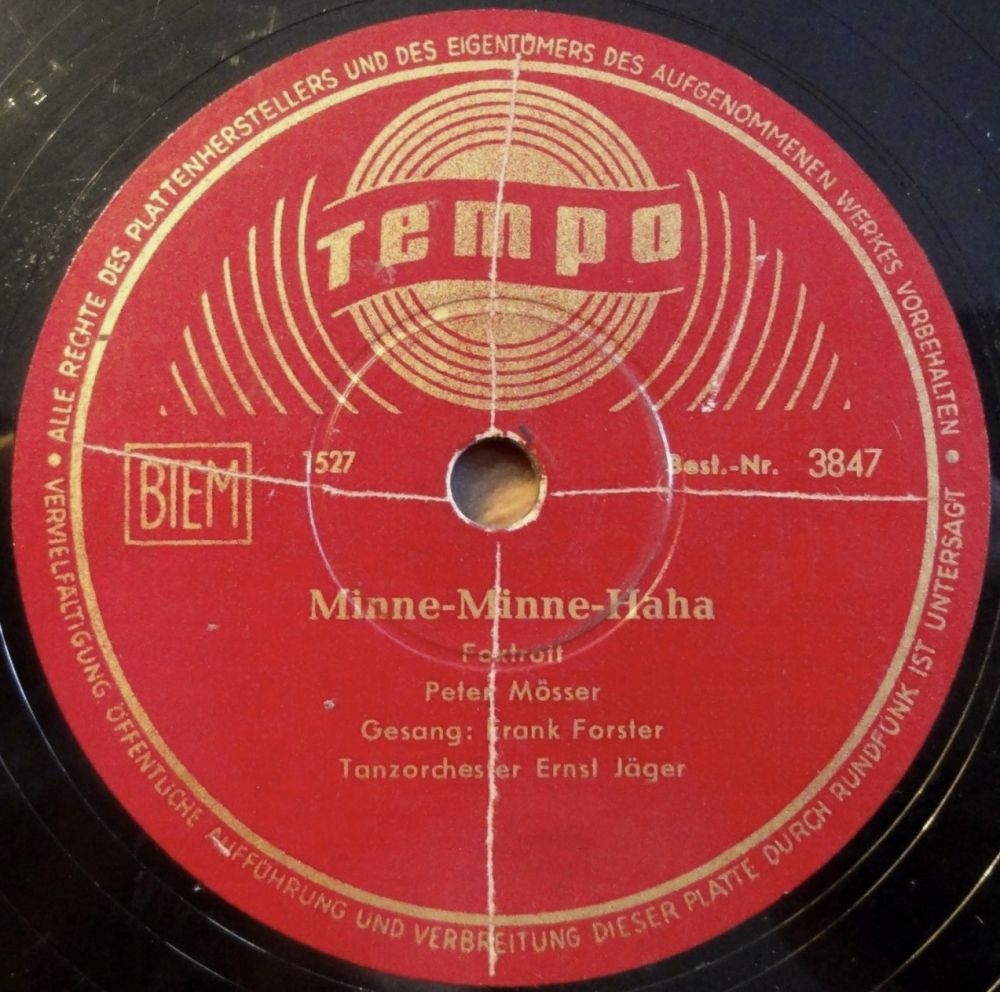 ALLE RECHTE DES PLATTENHERSTELLERS UND DES EIGENTÜMERS DES AUFGENOMMENEN WERKES VORBEHALTEN •
Tempo
BIEM
1527
Best.-Nr. 3847
Minne-Minne-Haha
Foxtrott
Peter Mösser
Gesang: Frank Forster
Tanzorchester Ernst Jäger
• VERVIELFÄLTIGUNG ÖFFENTLICHE AUFFÜHRUNG UND VERBREITUNG DIESER PLATTE DURCH RUNDFUNK IST UNTERSAGT